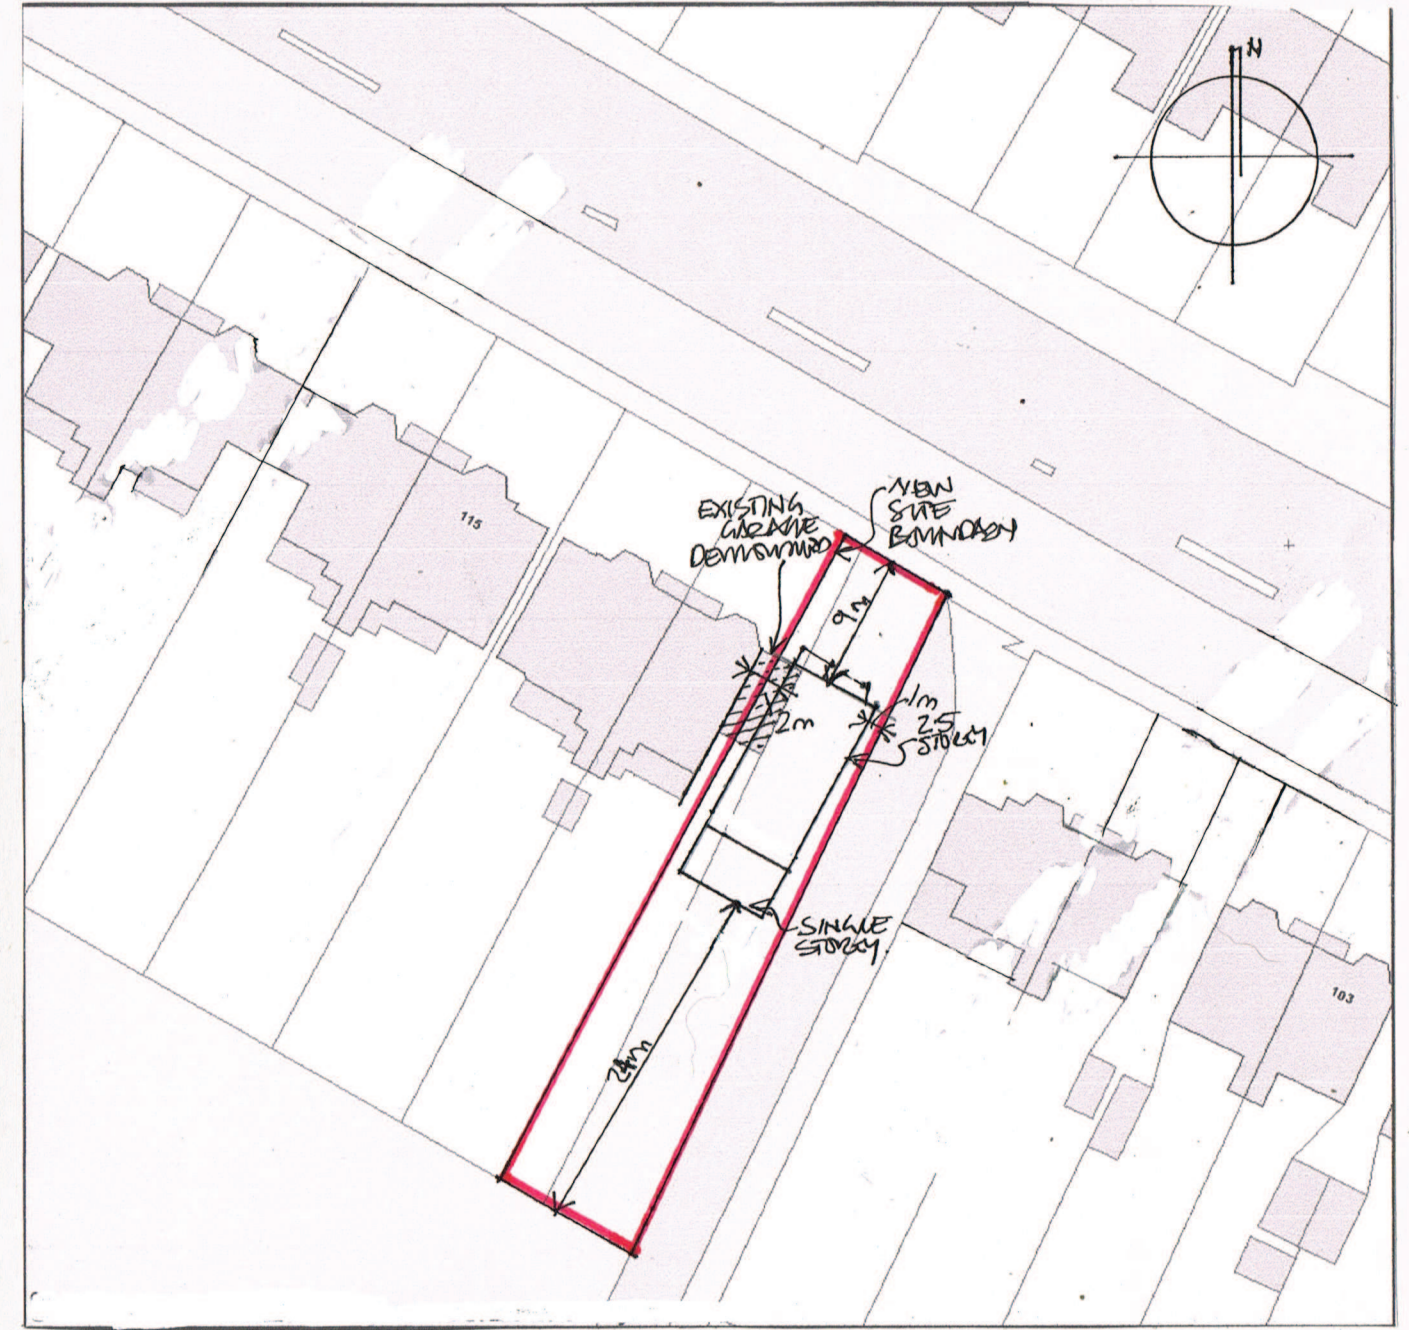 N
115
EXISTING
GARAGE
DEMOLISHED
NEW
SITE
BOUNDARY
9m
2m
1m
2.5
STOREY
SINGLE
STOREY.
24m
103